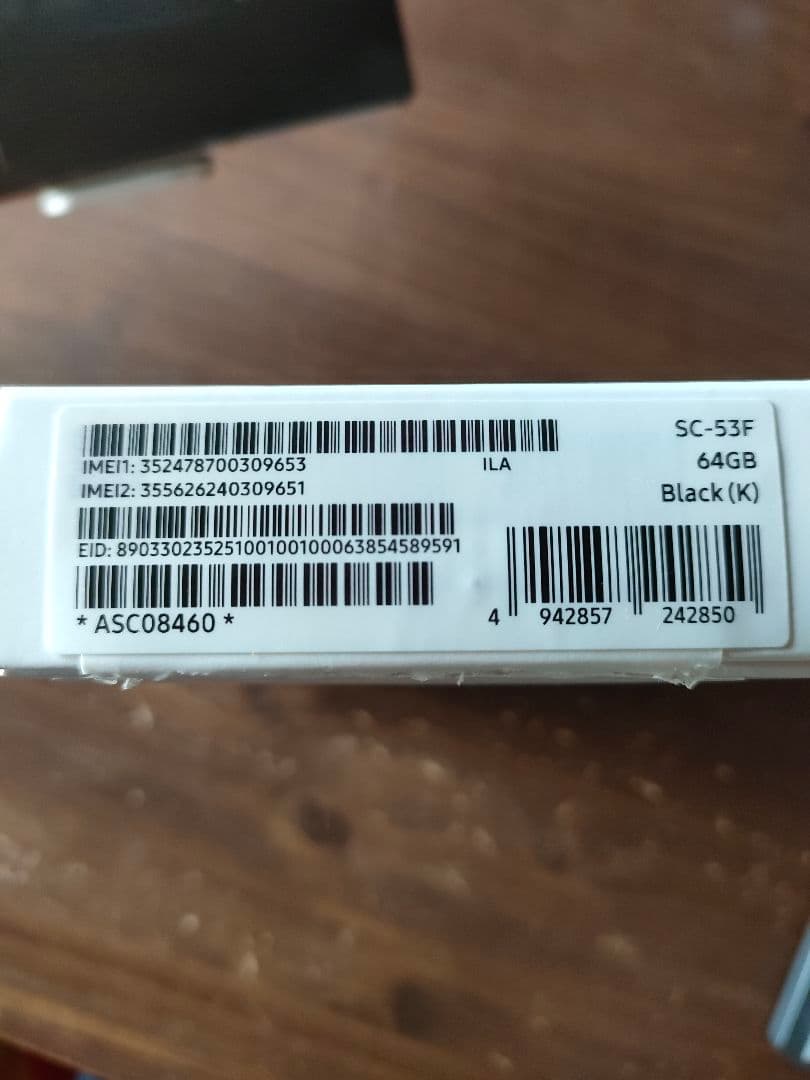 IMEI1: 352478700309653
ILA
IMEI2: 355626240309651
EID: 89033023525100100100063854589591
* ASC08460 *
SC-53F
64GB
Black (K)
4 942857 242850